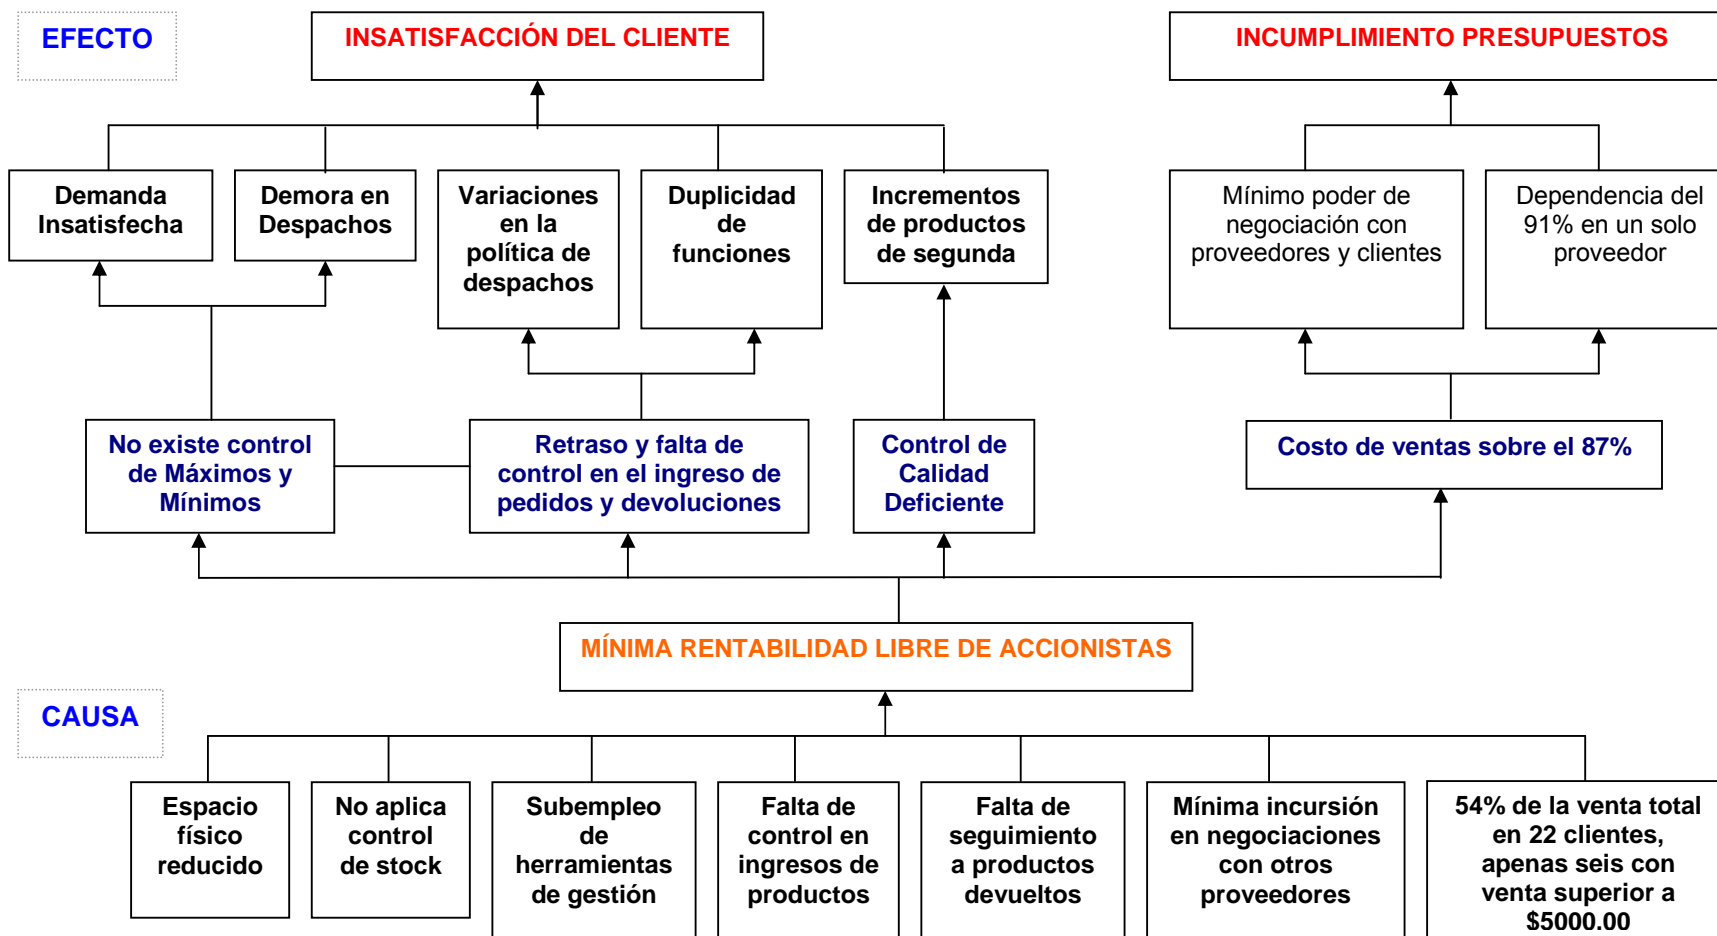 EFECTO
INSATISFACCIÓN DEL CLIENTE
INCUMPLIMIENTO PRESUPUESTOS
Demanda
Insatisfecha
Demora en
Despachos
Variaciones
en la
política de
despachos
Duplicidad
de
funciones
Incrementos
de productos
de segunda
Mínimo poder de
negociación con
proveedores y clientes
Dependencia del
91% en un solo
proveedor
No existe control
de Máximos y
Mínimos
Retraso y falta de
control en el ingreso de
pedidos y devoluciones
Control de
Calidad
Deficiente
Costo de ventas sobre el 87%
MÍNIMA RENTABILIDAD LIBRE DE ACCIONISTAS
CAUSA
Espacio
físico
reducido
No aplica
control
de stock
Subempleo
de
herramientas
de gestión
Falta de
control en
ingresos de
productos
Falta de
seguimiento
a productos
devueltos
Mínima incursión
en negociaciones
con otros
proveedores
54% de la venta total
en 22 clientes,
apenas seis con
venta superior a
$5000.00